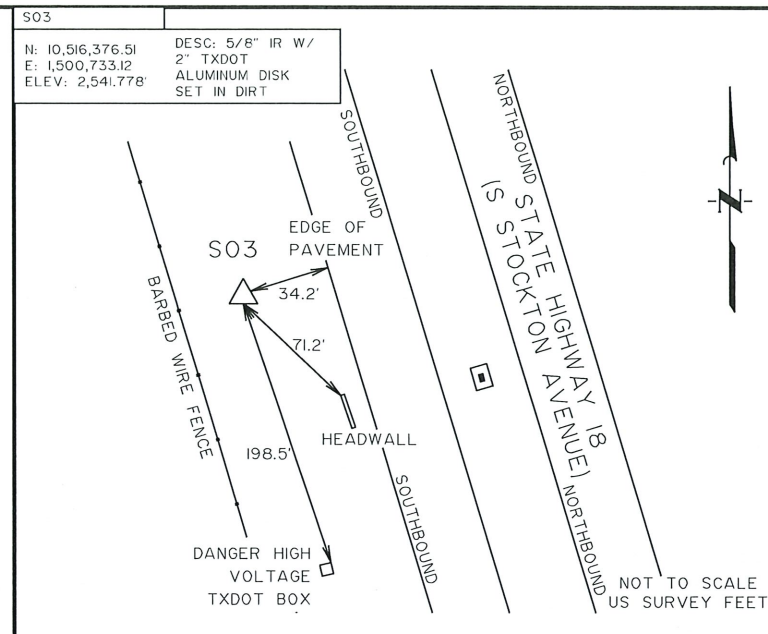 S03
N: 10,516,376.51
E: 1,500,733.12
ELEV: 2,541.778'
DESC: 5/8" IR W/
2" TXDOT
ALUMINUM DISK
SET IN DIRT
SOUTHBOUND
NORTHBOUND
STATE HIGHWAY 18
(S STOCKTON AVENUE)
N
EDGE OF
PAVEMENT
S03
34.2'
71.2'
BARBED WIRE FENCE
HEADWALL
198.5'
SOUTHBOUND
NORTHBOUND
DANGER HIGH
VOLTAGE
TXDOT BOX
NOT TO SCALE
US SURVEY FEET